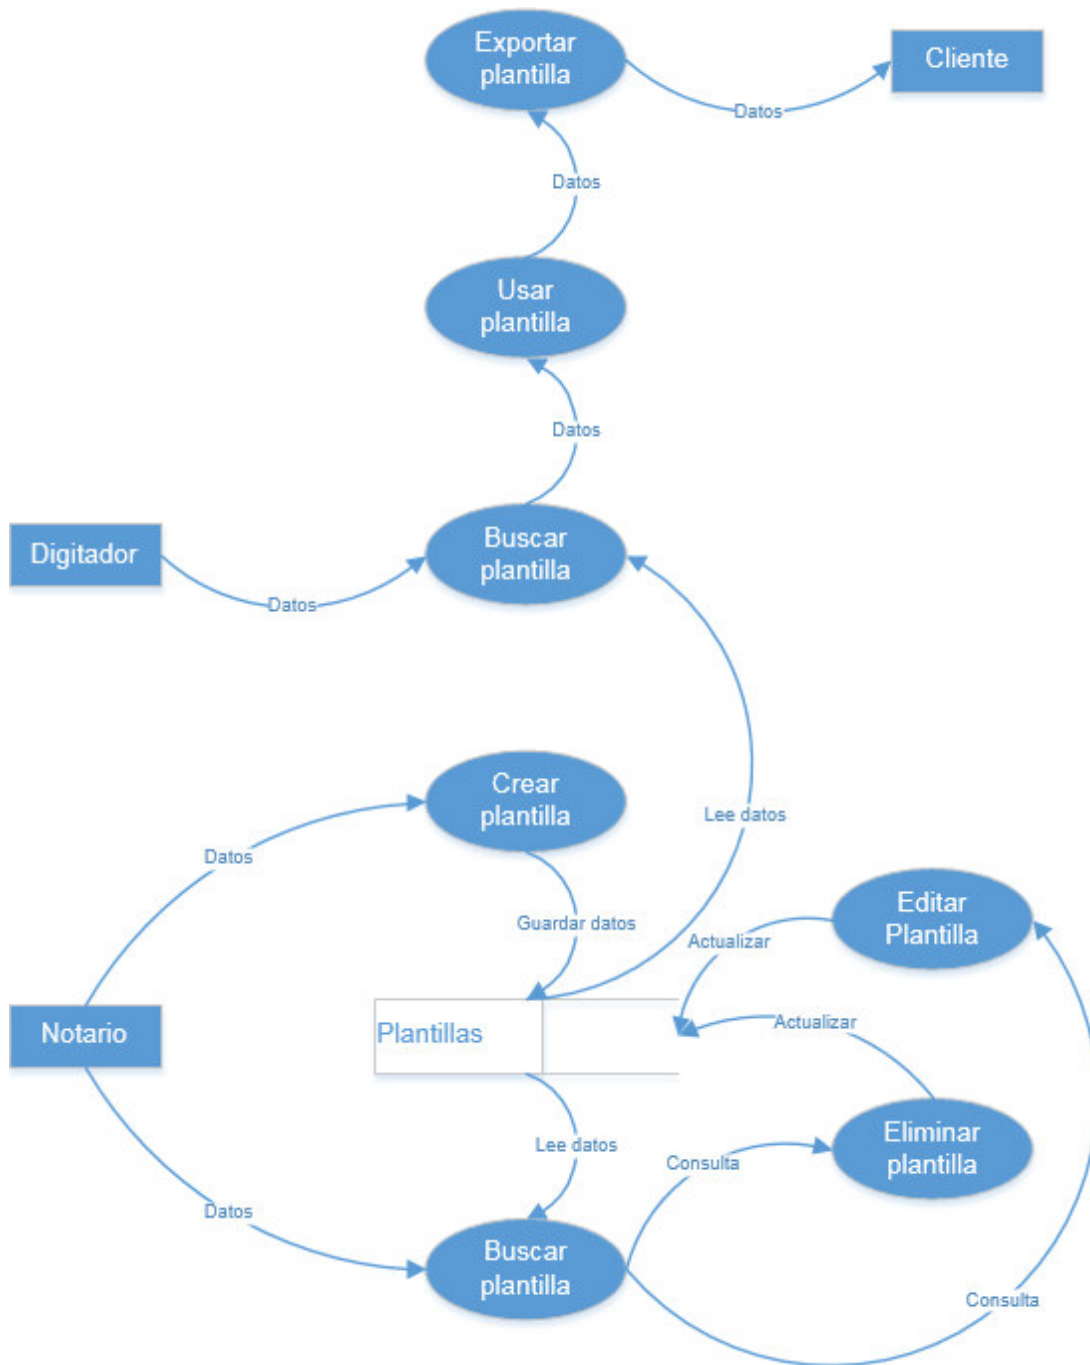 Exportar
plantilla
Cliente
Datos
Datos
Usar
plantilla
Datos
Digitador
Buscar
plantilla
Datos
Crear
plantilla
Lee datos
Datos
Guardar datos
Editar
Plantilla
Actualizar
Notario
Plantillas
Actualizar
Lee datos
Eliminar
plantilla
Consulta
Datos
Buscar
plantilla
Consulta